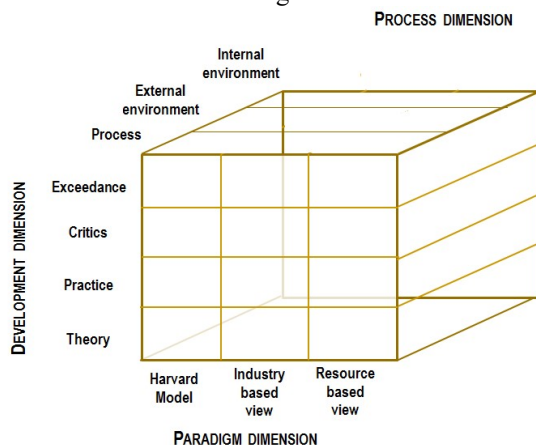 PROCESS DIMENSION
Internal
environment
External
environment
Process
Exceedance
Critics
Practice
Theory
DEVELOPMENT DIMENSION
Harvard
Model
Industry
based
view
Resource
based
view
PARADIGM DIMENSION